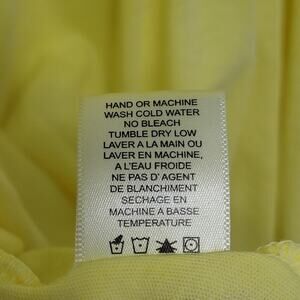 HAND OR MACHINE
WASH COLD WATER
NO BLEACH
TUMBLE DRY LOW
LAVER A LA MAIN OU
LAVER EN MACHINE,
A L'EAU FROIDE
NE PAS D' AGENT
DE BLANCHIMENT
SECHAGE EN
MACHINE A BASSE
TEMPERATURE